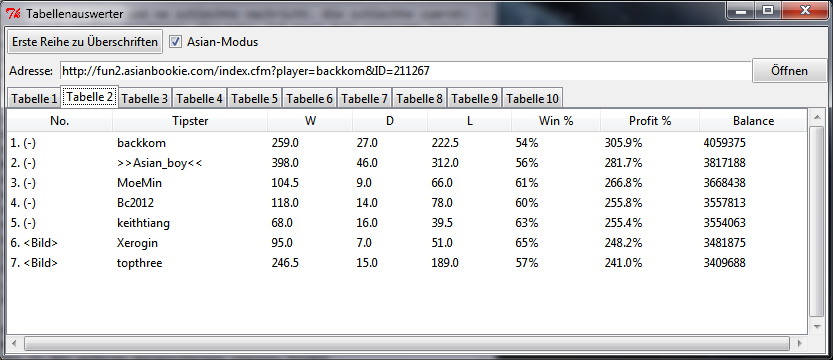 Tabellenauswerter
Erste Reihe zu Überschriften Asian-Modus
Adresse: http://fun2.asianbookie.com/index.cfm?player=backkom&ID=211267 Öffnen
Tabelle 1 Tabelle 2 Tabelle 3 Tabelle 4 Tabelle 5 Tabelle 6 Tabelle 7 Tabelle 8 Tabelle 9 Tabelle 10
No. Tipster W D L Win % Profit % Balance
1. (-) backkom 259.0 27.0 222.5 54% 305.9% 4059375
2. (-) >>Asian_boy<< 398.0 46.0 312.0 56% 281.7% 3817188
3. (-) MoeMin 104.5 9.0 66.0 61% 266.8% 3668438
4. (-) Bc2012 118.0 14.0 78.0 60% 255.8% 3557813
5. (-) keithtiang 68.0 16.0 39.5 63% 255.4% 3554063
6. <Bild> Xerogin 95.0 7.0 51.0 65% 248.2% 3481875
7. <Bild> topthree 246.5 15.0 189.0 57% 241.0% 3409688